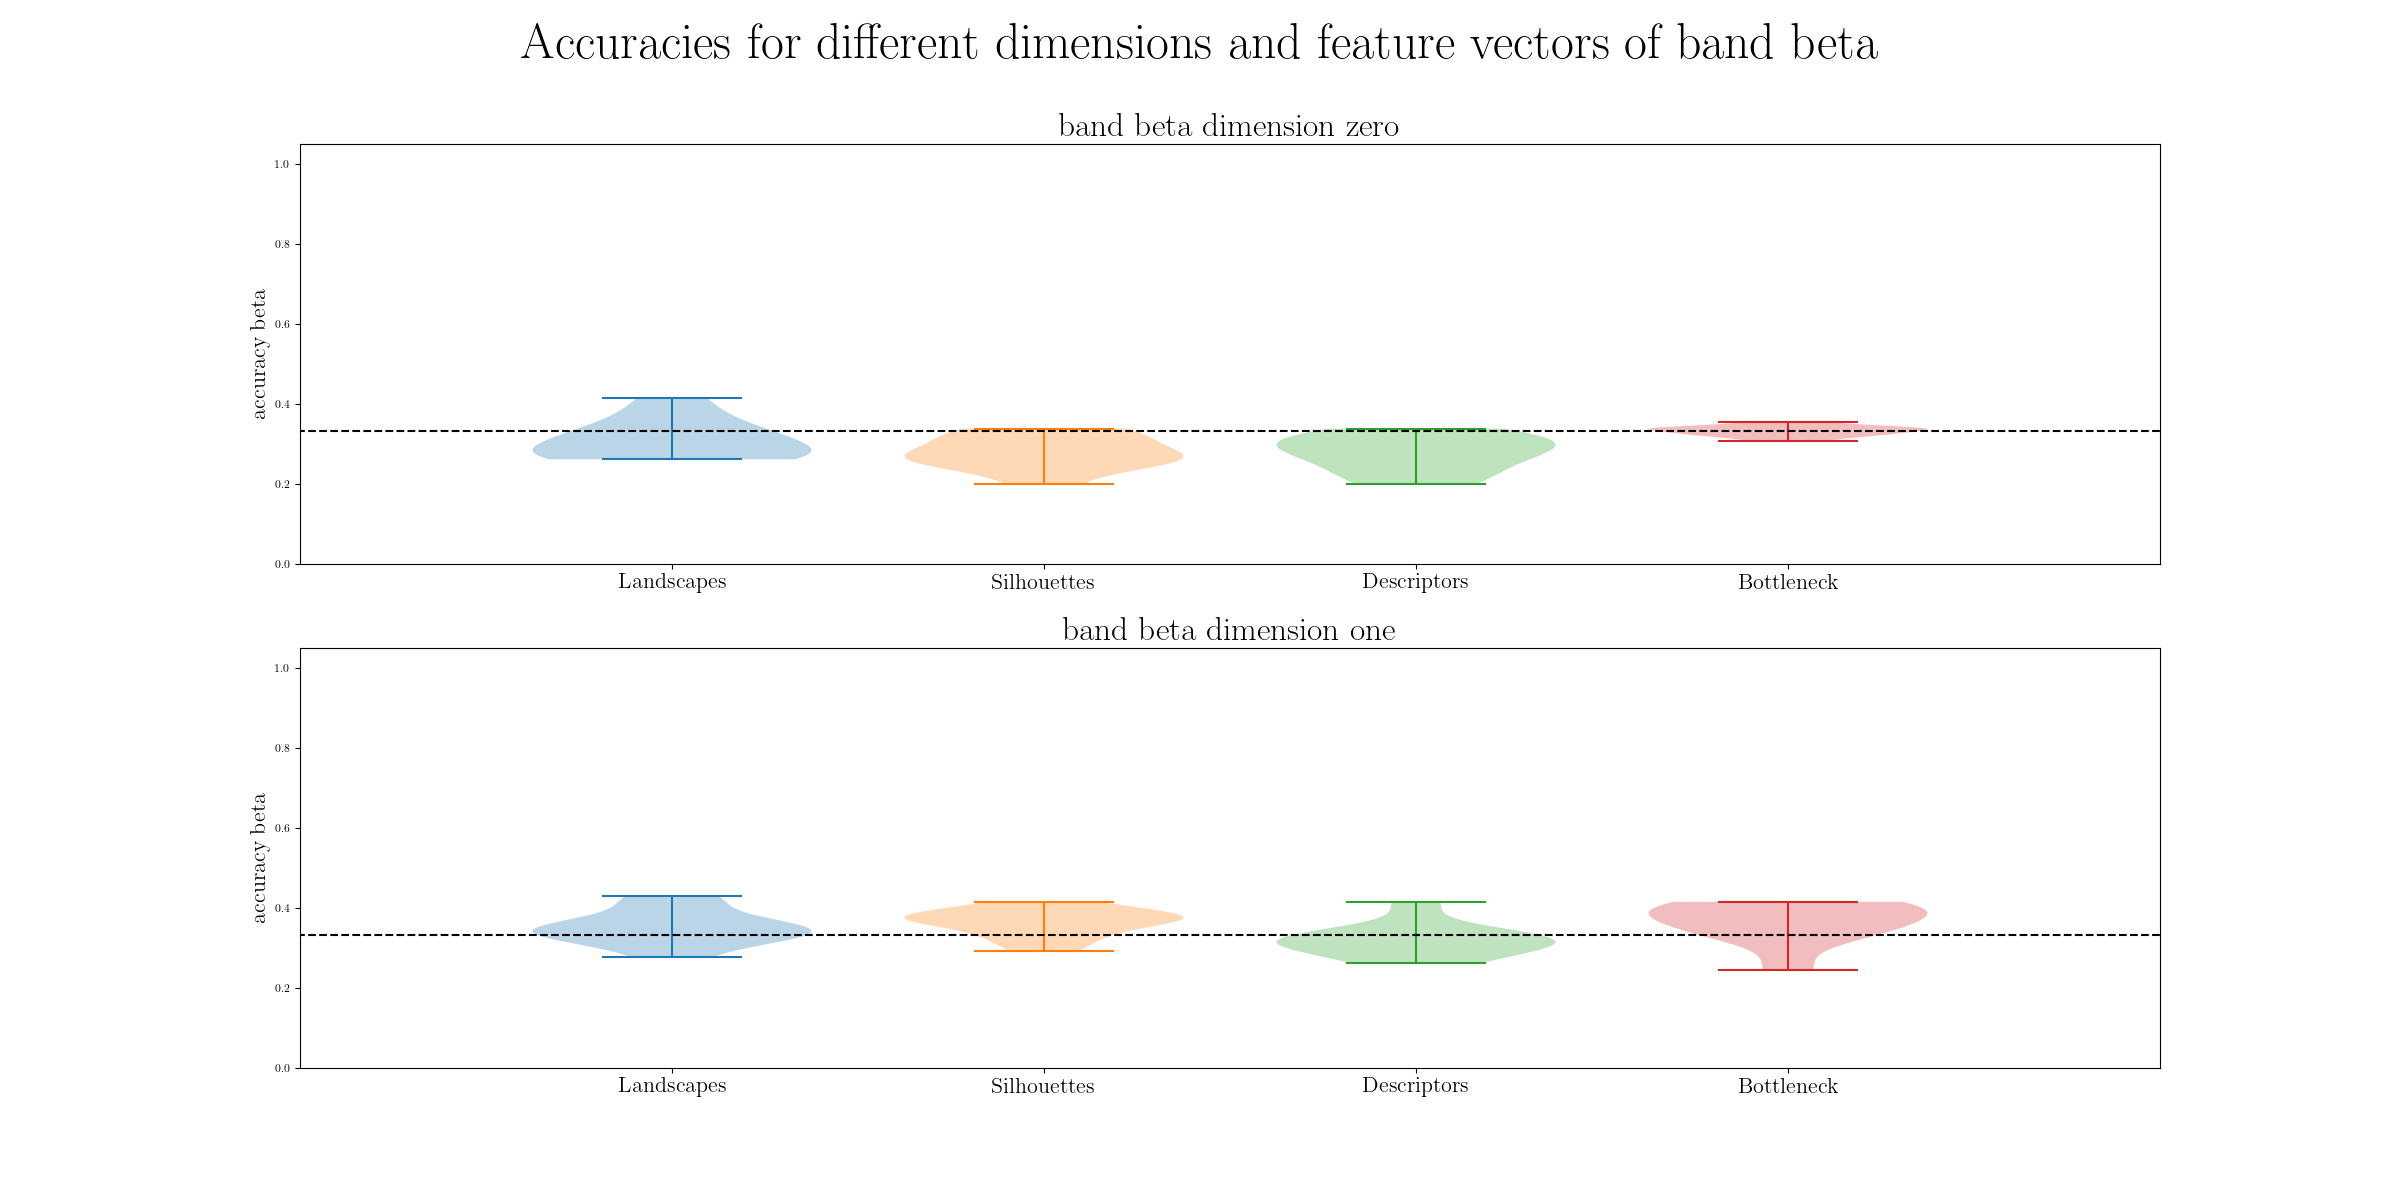 Accuracies for different dimensions and feature vectors of band beta
band beta dimension zero
accuracy beta
1.0
0.8
0.6
0.4
0.2
0.0
Landscapes Silhouettes Descriptors Bottleneck
band beta dimension one
accuracy beta
1.0
0.8
0.6
0.4
0.2
0.0
Landscapes Silhouettes Descriptors Bottleneck